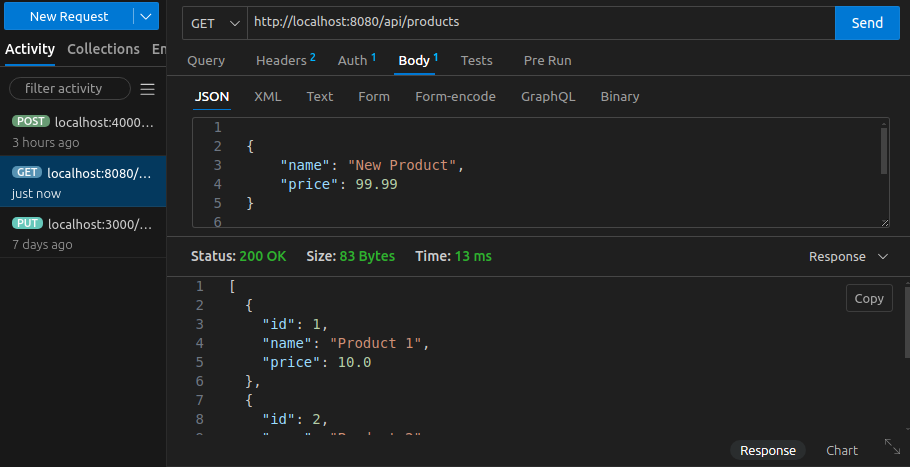 New Request
GET http://localhost:8080/api/products Send
Activity Collections En
Query Headers 2 Auth 1 Body 1 Tests Pre Run
filter activity
JSON XML Text Form Form-encode GraphQL Binary
POST localhost:4000...
3 hours ago
GET localhost:8080/...
just now
PUT localhost:3000/...
7 days ago
1
2 {
3 "name": "New Product",
4 "price": 99.99
5 }
6
Status: 200 OK Size: 83 Bytes Time: 13 ms Response
Copy
1 [
2 {
3 "id": 1,
4 "name": "Product 1",
5 "price": 10.0
6 },
7 {
8 "id": 2,
Response Chart